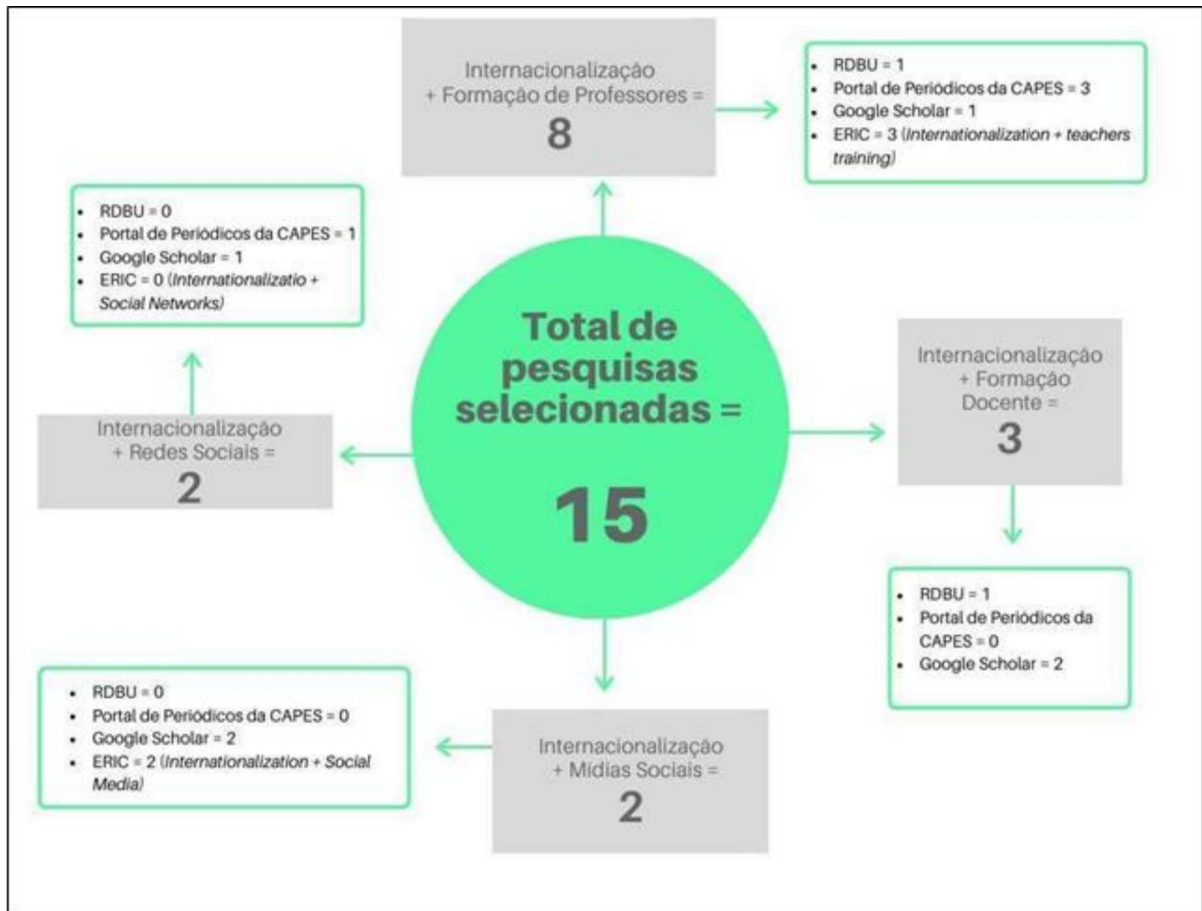 Internacionalização
+ Formação de Professores =
8
• RDBU = 1
• Portal de Periódicos da CAPES = 3
• Google Scholar = 1
• ERIC = 3 (Internationalization + teachers
training)
• RDBU = 0
• Portal de Periódicos da CAPES = 1
• Google Scholar = 1
• ERIC = 0 (Internationalizatio +
Social Networks)
Internacionalização
+ Redes Sociais =
2
Total de
pesquisas
selecionadas =
15
Internacionalização
+ Formação
Docente =
3
• RDBU = 1
• Portal de Periódicos da
CAPES = 0
• Google Scholar = 2
• RDBU = 0
• Portal de Periódicos da CAPES = 0
• Google Scholar = 2
• ERIC = 2 (Internationalization + Social
Media)
Internacionalização
+ Mídias Sociais =
2